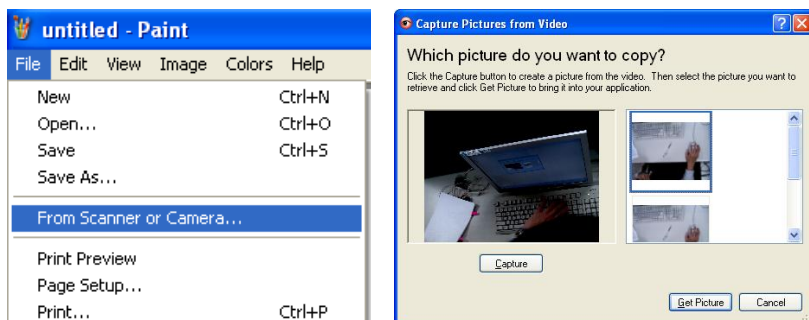 untitled - Paint
File Edit View Image Colors Help
New Ctrl+N
Open... Ctrl+O
Save Ctrl+S
Save As...
From Scanner or Camera...
Print Preview
Page Setup...
Print... Ctrl+P
Capture Pictures from Video
Which picture do you want to copy?
Click the Capture button to create a picture from the video. Then select the picture you want to
retrieve and click Get Picture to bring it into your application.
Capture
Get Picture Cancel